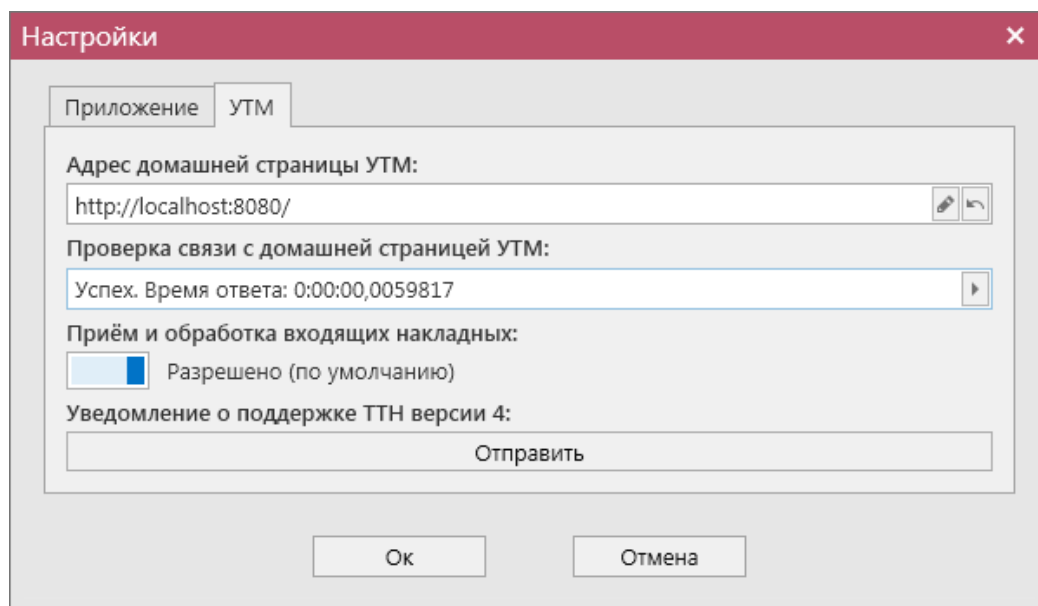 Настройки
Приложение УТМ
Адрес домашней страницы УТМ:
http://localhost:8080/
Проверка связи с домашней страницей УТМ:
Успех. Время ответа: 0:00:00,0059817
Приём и обработка входящих накладных:
Разрешено (по умолчанию)
Уведомление о поддержке ТТН версии 4:
Отправить
Ок Отмена